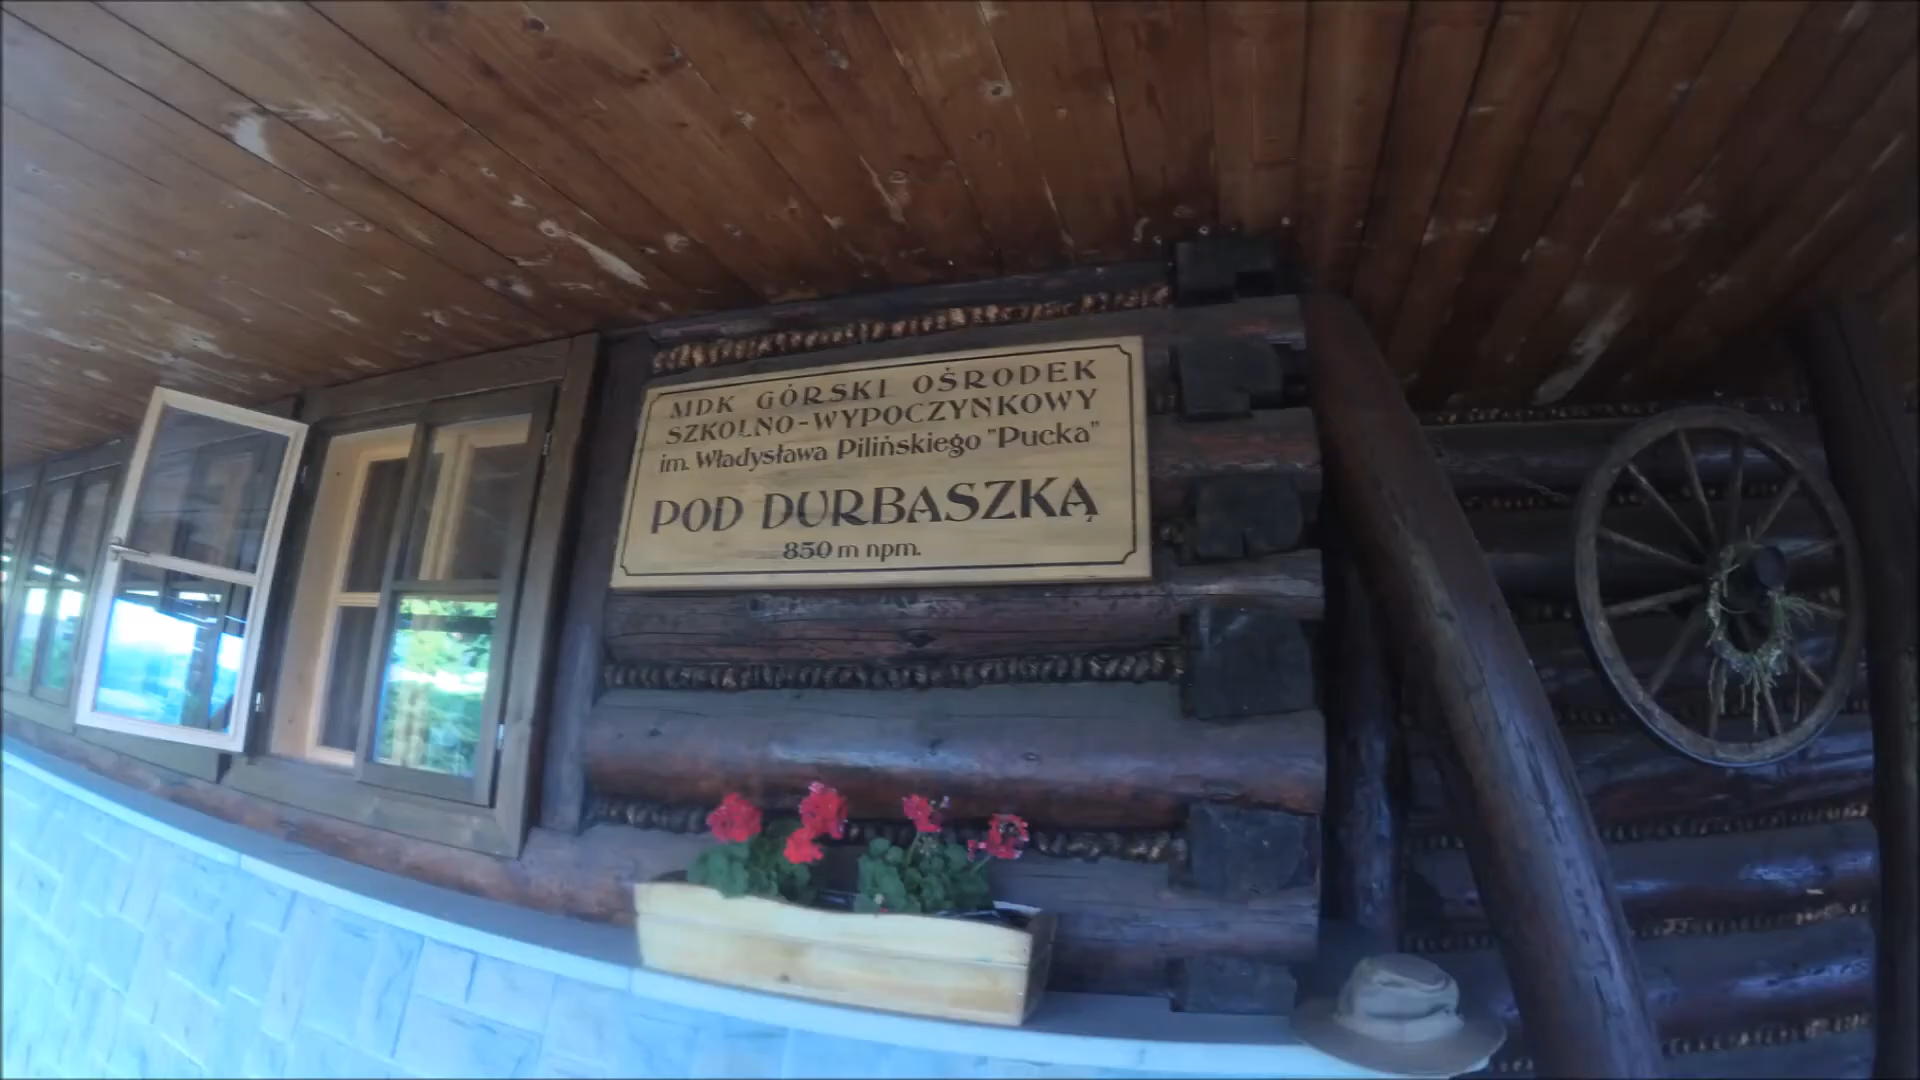 MDK GÓRSKI OŚRODEK
SZKOLNO-WYPOCZYNKOWY
im. Władysława Pilińskiego "Pucka"
POD DURBASZKĄ
850 m npm.